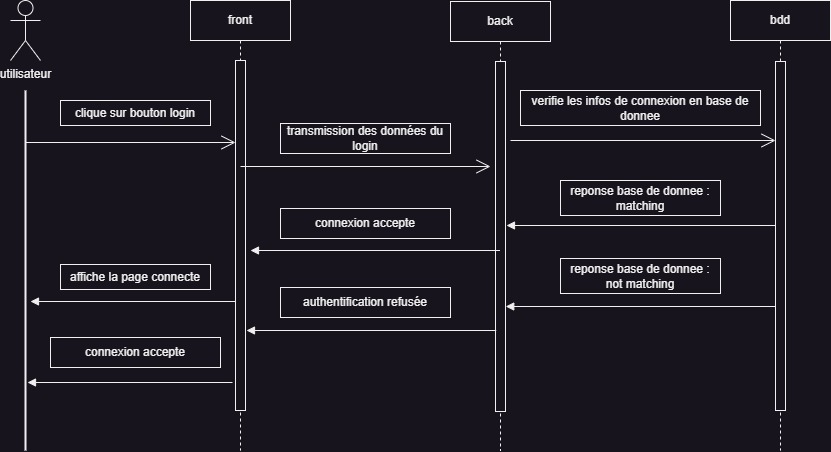 front
back
bdd
utilisateur
clique sur bouton login
transmission des données du
login
verifie les infos de connexion en base de
donnee
reponse base de donnee :
matching
connexion accepte
affiche la page connecte
reponse base de donnee :
not matching
authentification refusée
connexion accepte